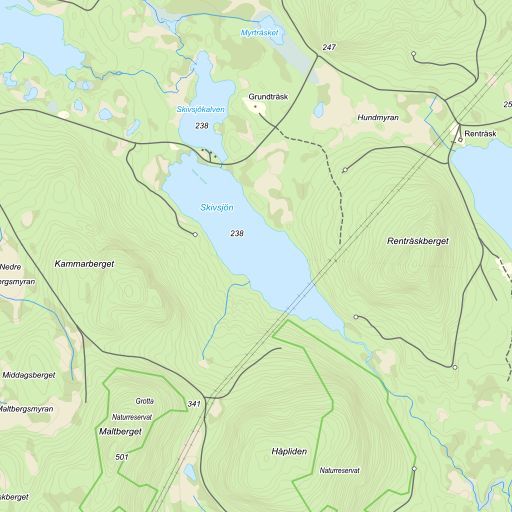 Myrträsket
247
Grundträsk
Skivsjökalven
238
Hundmyran
Renträsk
Skivsjön
238
Renträskberget
Kammarberget
Nedre
bergsmyran
Middagsberget
Grotta
341
Maltbergsmyran
Naturreservat
Maltberget
501
Håpliden
Naturreservat
skberget